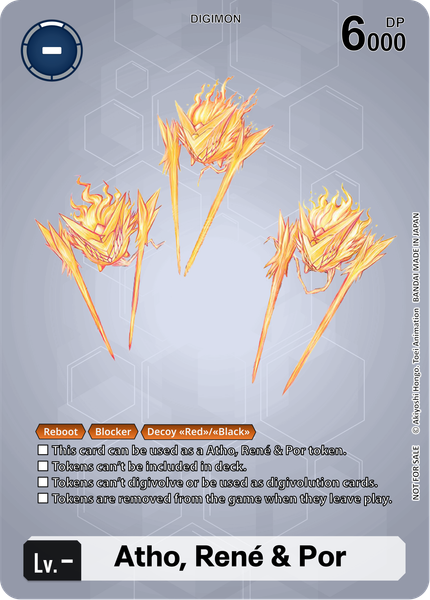 DIGIMON
-
DP
6000
Reboot
Blocker
Decoy «Red»/«Black»
This card can be used as a Atho, René & Por token.
Tokens can't be included in deck.
Tokens can't digivolve or be used as digivolution cards.
Tokens are removed from the game when they leave play.
NOT FOR SALE © Akiyoshi Hongo, Toei Animation BANDAI MADE IN JAPAN
Lv.-
Atho, René & Por